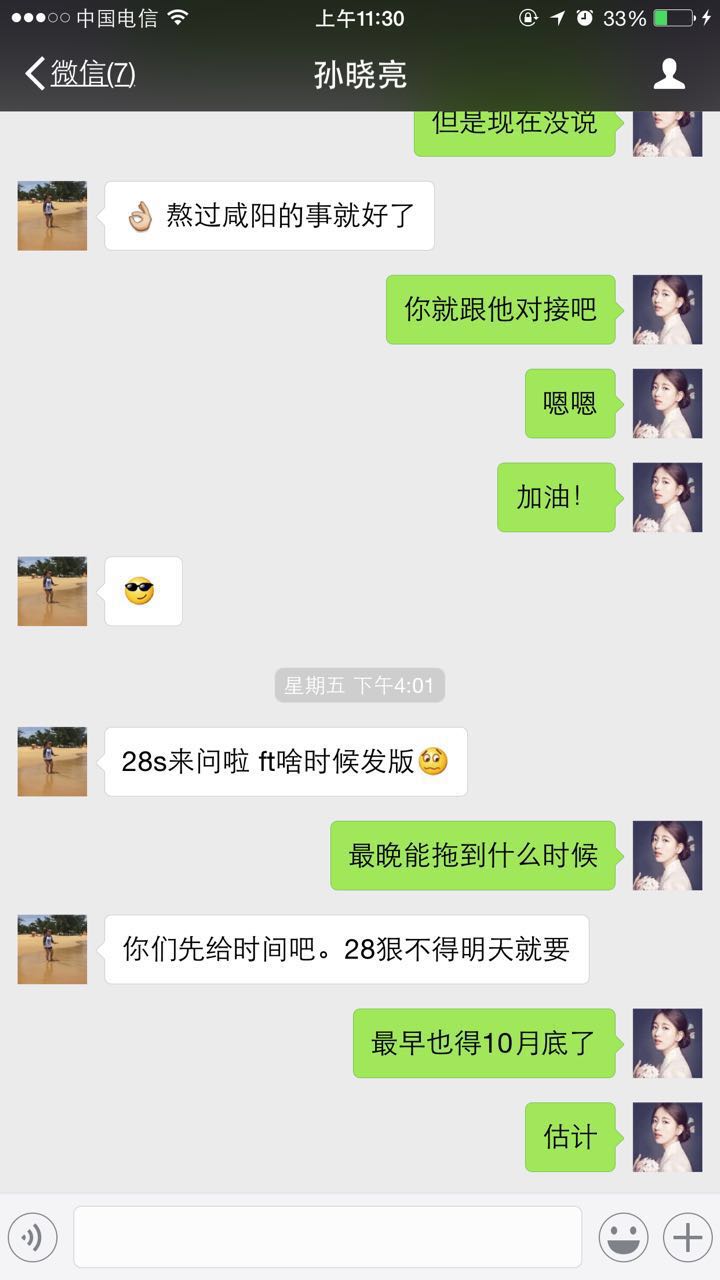 中国电信 上午11:30 33%
微信(7) 孙晓亮
但是现在没说
👌熬过咸阳的事就好了
你就跟他对接吧
嗯嗯
加油！
😎
星期五 下午4:01
28s来问啦 ft啥时候发版😟
最晚能拖到什么时候
你们先给时间吧。28狠不得明天就要
最早也得10月底了
估计